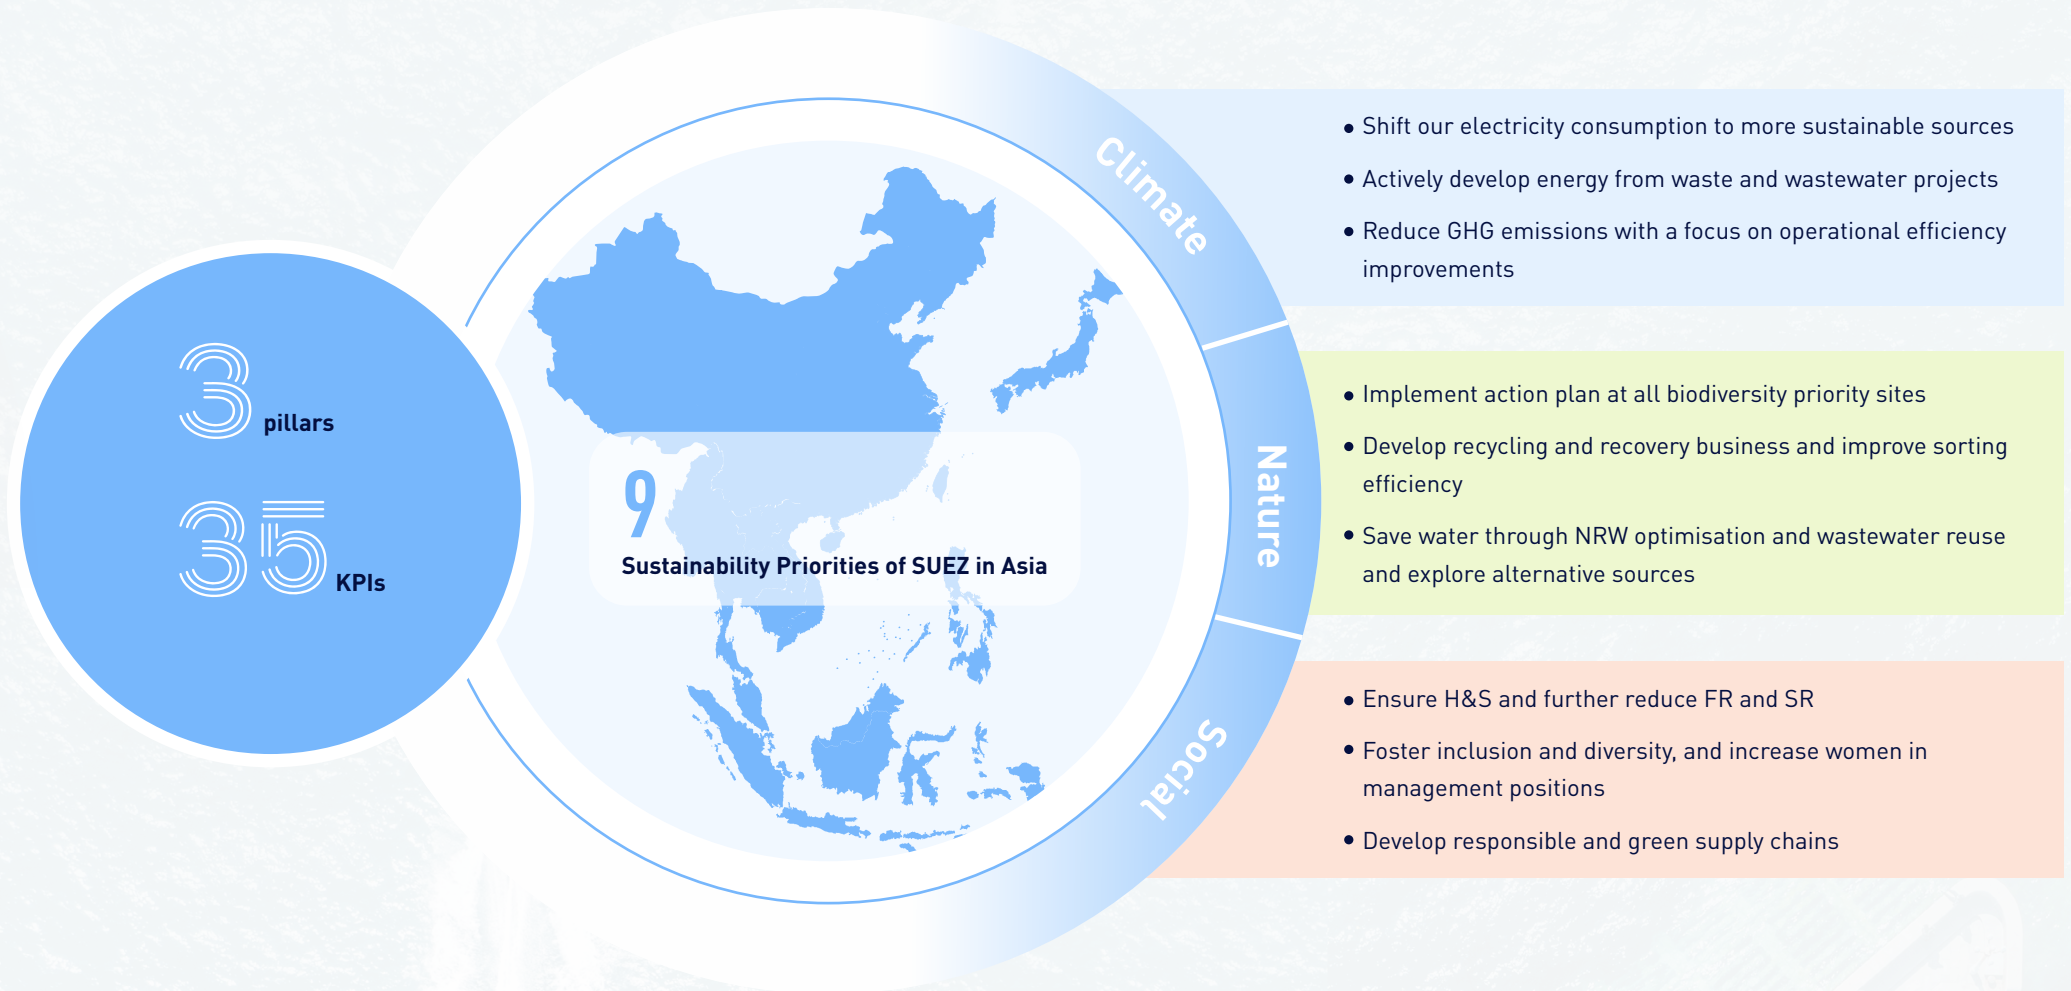 3 pillars
35 KPIs
9
Sustainability Priorities of SUEZ in Asia
Climate
• Shift our electricity consumption to more sustainable sources
• Actively develop energy from waste and wastewater projects
• Reduce GHG emissions with a focus on operational efficiency
improvements
Nature
• Implement action plan at all biodiversity priority sites
• Develop recycling and recovery business and improve sorting
efficiency
• Save water through NRW optimisation and wastewater reuse
and explore alternative sources
Social
• Ensure H&S and further reduce FR and SR
• Foster inclusion and diversity, and increase women in
management positions
• Develop responsible and green supply chains